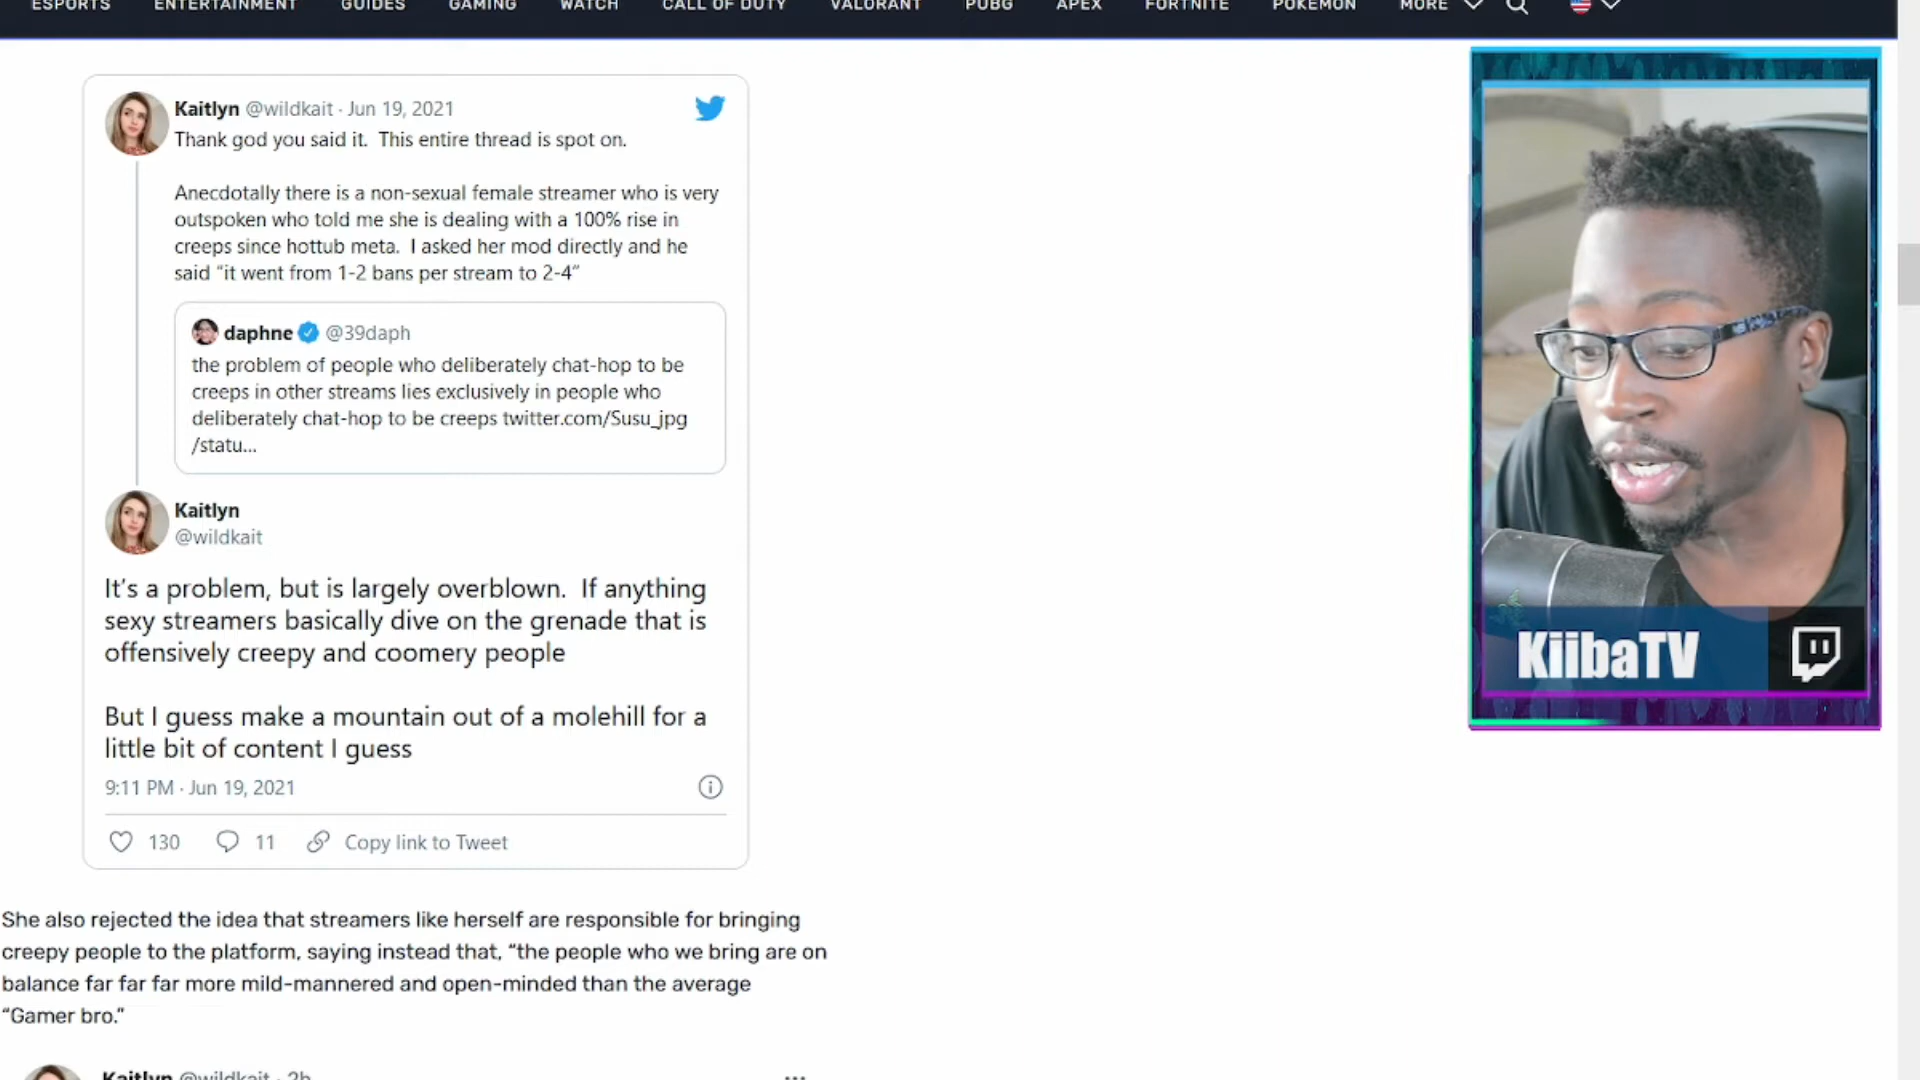 ESPORTS ENTERTAINMENT GUIDES GAMING WATCH CALL OF DUTY VALORANT PUBG APEX FORTNITE POKEMON MORE
Kaitlyn @wildkait · Jun 19, 2021
Thank god you said it. This entire thread is spot on.
Anecdotally there is a non-sexual female streamer who is very
outspoken who told me she is dealing with a 100% rise in
creeps since hottub meta. I asked her mod directly and he
said “it went from 1-2 bans per stream to 2-4”
daphne @39daph
the problem of people who deliberately chat-hop to be
creeps in other streams lies exclusively in people who
deliberately chat-hop to be creeps twitter.com/Susu_jpg
/statu...
Kaitlyn
@wildkait
It’s a problem, but is largely overblown. If anything
sexy streamers basically dive on the grenade that is
offensively creepy and coomery people
But I guess make a mountain out of a molehill for a
little bit of content I guess
9:11 PM · Jun 19, 2021
130 11 Copy link to Tweet
She also rejected the idea that streamers like herself are responsible for bringing
creepy people to the platform, saying instead that, “the people who we bring are on
balance far far far more mild-mannered and open-minded than the average
“Gamer bro.”
Kaitlyn @wildkait · 2h
KiibaTV